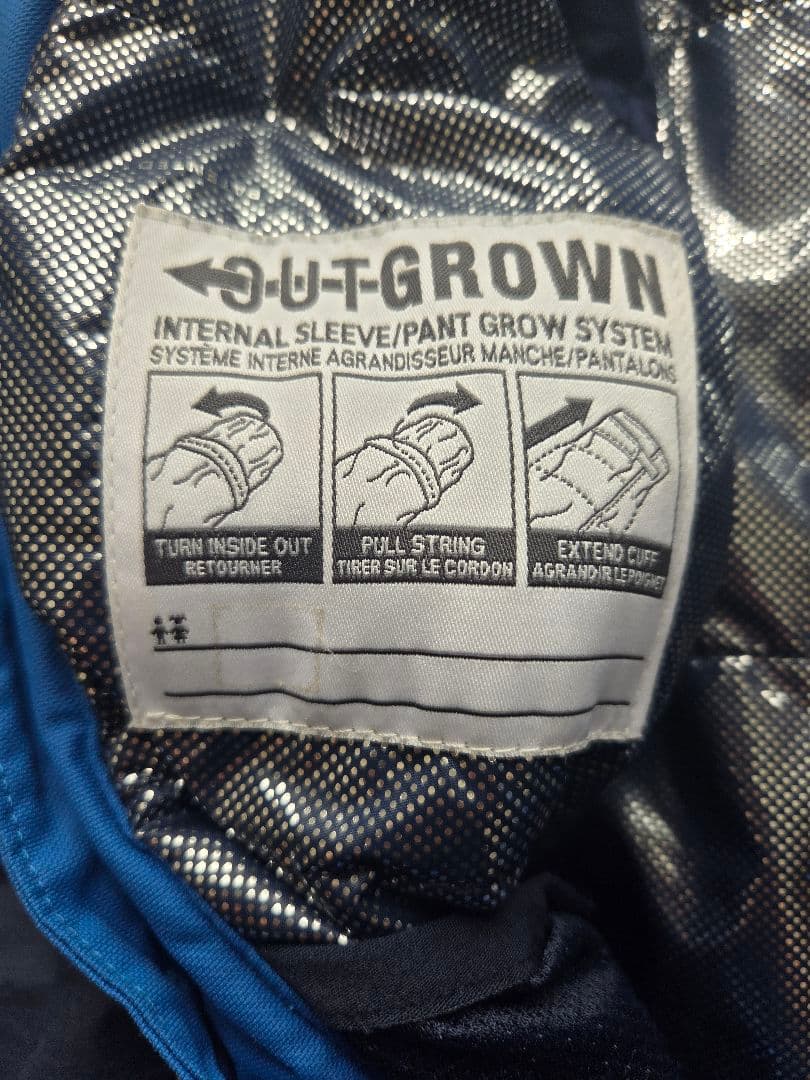 OUTGROWN
INTERNAL SLEEVE/PANT GROW SYSTEM
SYSTÈME INTERNE AGRANDISSEUR MANCHE/PANTALONS
TURN INSIDE OUT
RETOURNER
PULL STRING
TIRER SUR LE CORDON
EXTEND CUFF
AGRANDIR LE POIGNET